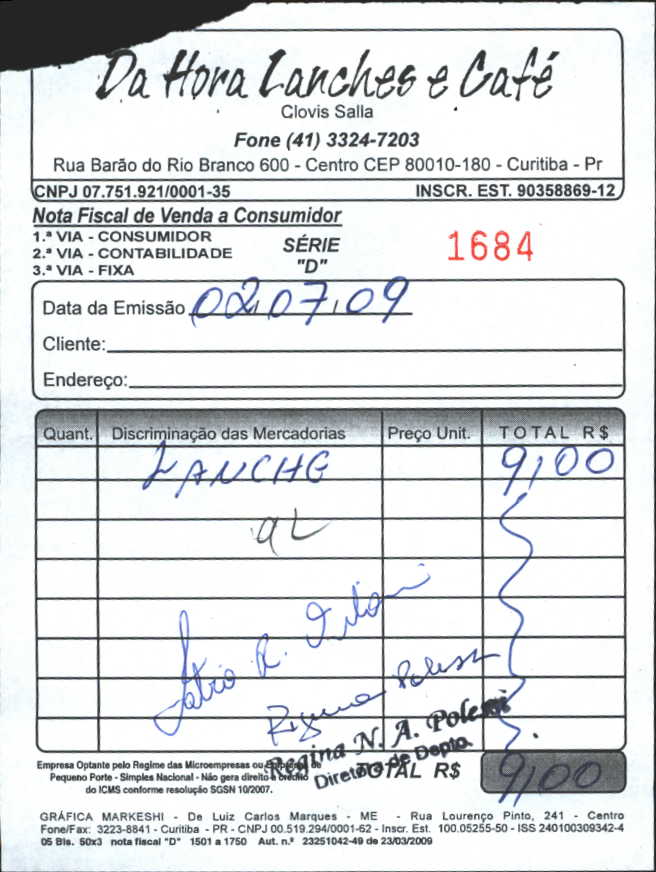 Da Hora Lanches e Café
Clovis Salla
Fone (41) 3324-7203
Rua Barão do Rio Branco 600 - Centro CEP 80010-180 - Curitiba - Pr
CNPJ 07.751.921/0001-35 INSCR. EST. 90358869-12
Nota Fiscal de Venda a Consumidor
1.ª VIA - CONSUMIDOR
2.ª VIA - CONTABILIDADE
3.ª VIA - FIXA
SÉRIE
"D"
1684
Data da Emissão 02,07,09
Cliente:
Endereço:
Quant. Discriminação das Mercadorias Preço Unit. TOTAL R$
LANCHE 9,00
R.
Regina
Regina N. A. Polessi
Diretora de Depto.
Empresa Optante pelo Regime das Microempresas ou Empresas de
Pequeno Porte - Simples Nacional - Não gera direito a crédito
do ICMS conforme resolução SGSN 10/2007.
TOTAL R$ 9,00
GRÁFICA MARKESHI - De Luiz Carlos Marques - ME - Rua Lourenço Pinto, 241 - Centro
Fone/Fax: 3223-8841 - Curitiba - PR - CNPJ 00.519.294/0001-62 - Inscr. Est. 100.05255-50 - ISS 240100309342-4
05 Bls. 50x3 nota fiscal "D" 1501 a 1750 Aut. n.º 23251042-49 de 23/03/2009